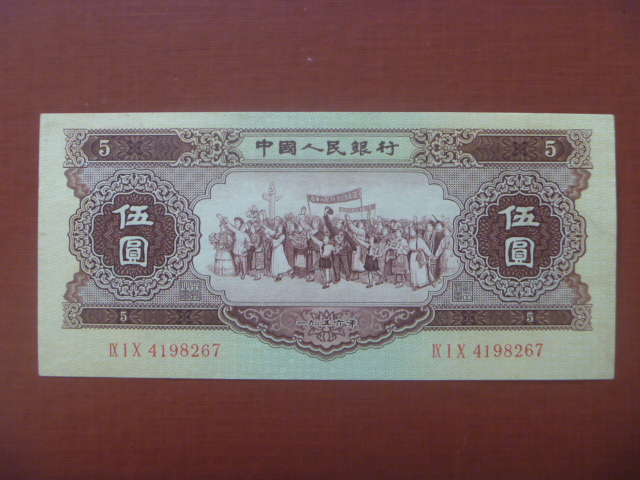 5 中國人民銀行 5
伍圓 伍圓
5 一九五六年 5
IX I X 4198267 IX I X 4198267